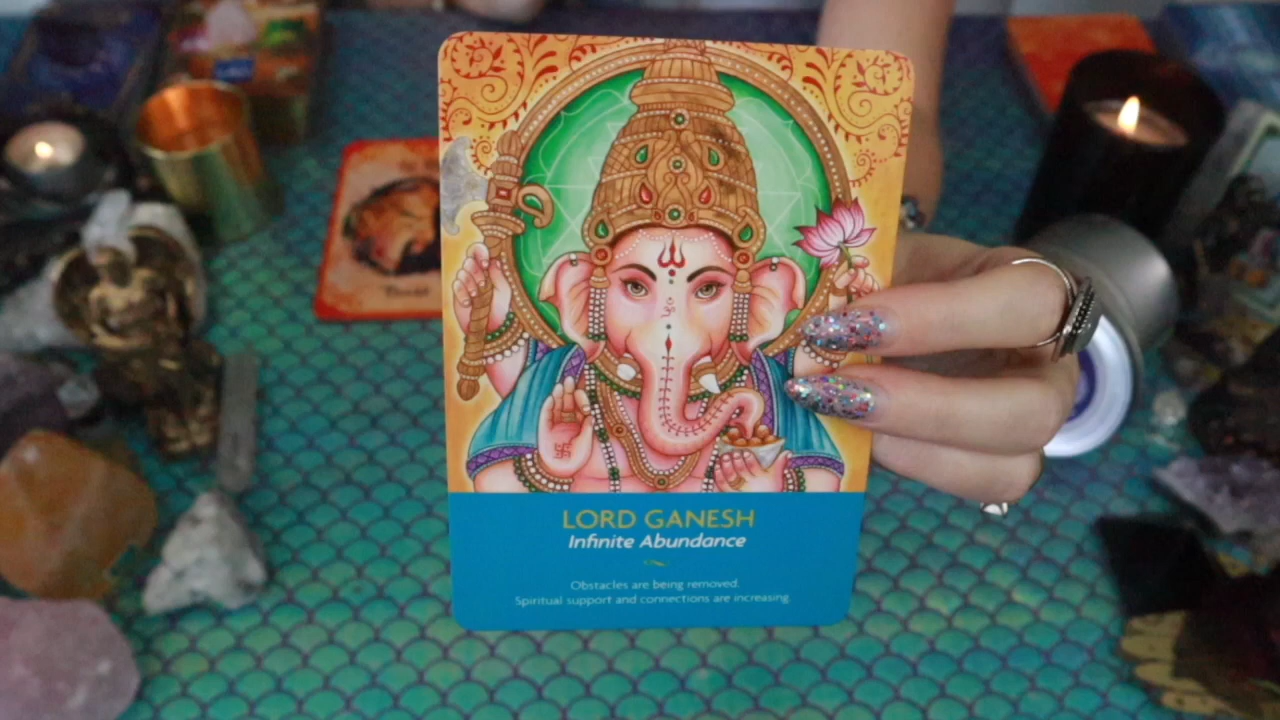 LORD GANESH
Infinite Abundance
Obstacles are being removed.
Spiritual support and connections are increasing.